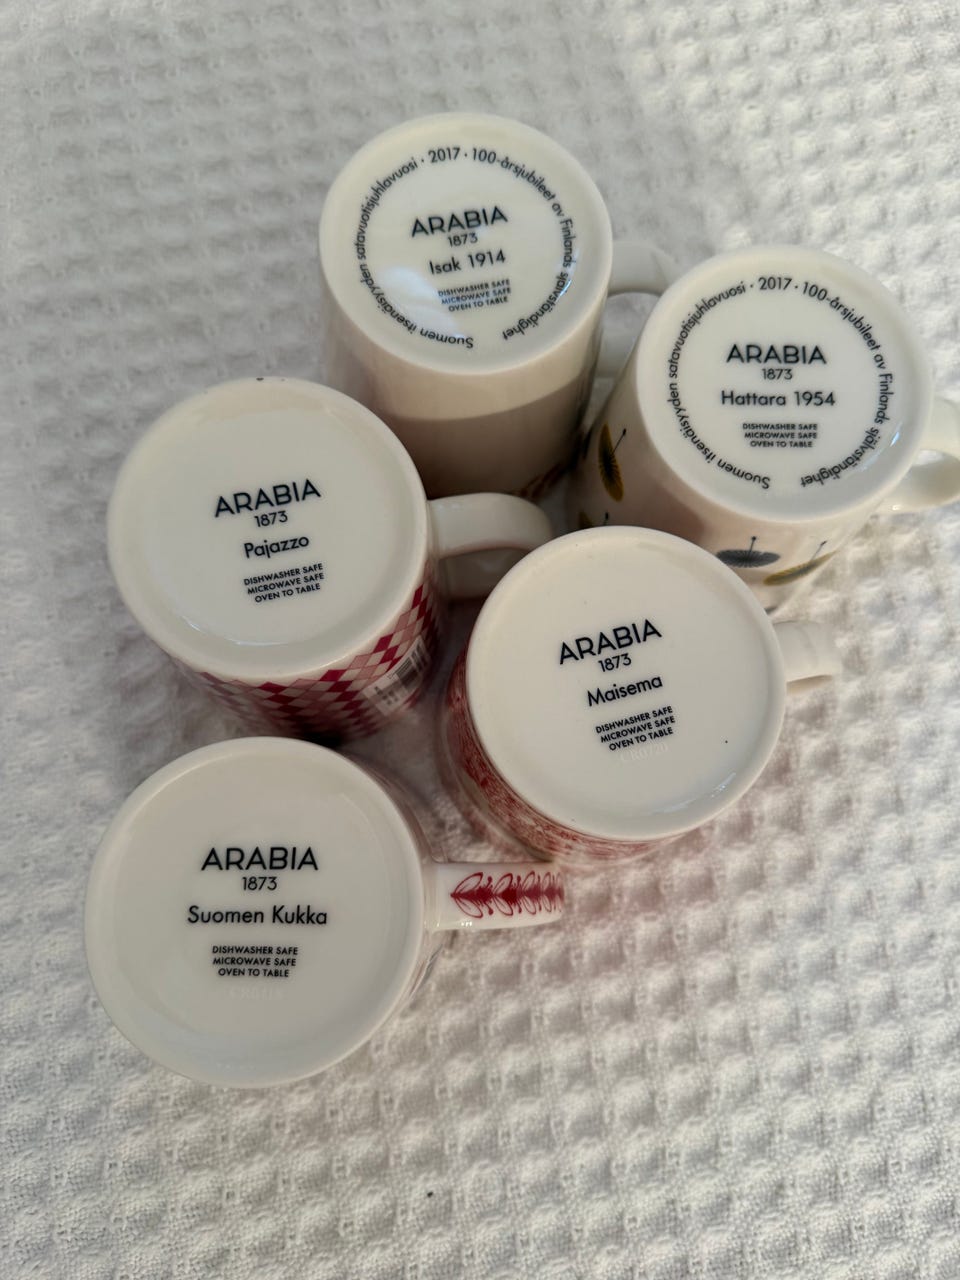 Suomen itsenäisyyden satavuotisjuhlavuosi · 2017 · 100-årsjubileet av Finlands självständighet
ARABIA
1873
Isak 1914
DISHWASHER SAFE
MICROWAVE SAFE
OVEN TO TABLE
Suomen itsenäisyyden satavuotisjuhlavuosi · 2017 · 100-årsjubileet av Finlands självständighet
ARABIA
1873
Hattara 1954
DISHWASHER SAFE
MICROWAVE SAFE
OVEN TO TABLE
ARABIA
1873
Pajazzo
DISHWASHER SAFE
MICROWAVE SAFE
OVEN TO TABLE
ARABIA
1873
Maisema
DISHWASHER SAFE
MICROWAVE SAFE
OVEN TO TABLE
ARABIA
1873
Suomen Kukka
DISHWASHER SAFE
MICROWAVE SAFE
OVEN TO TABLE